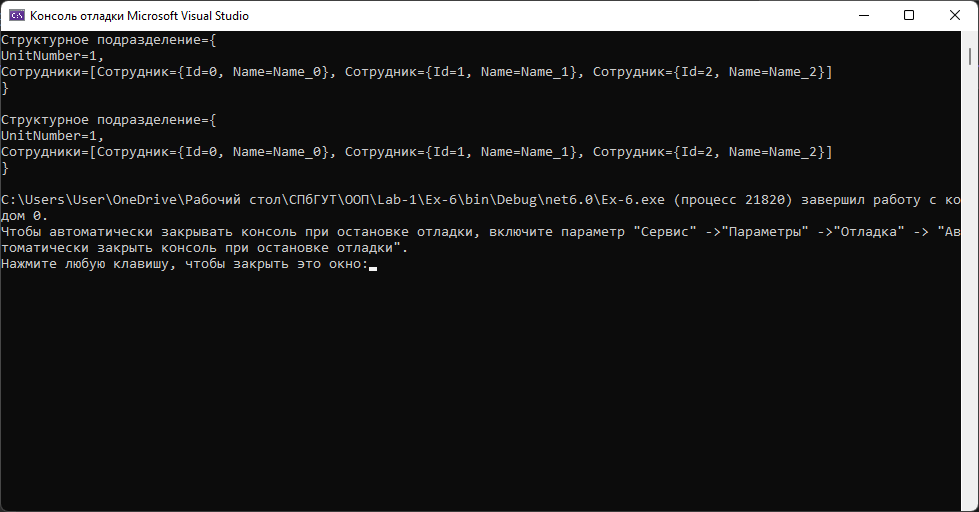 Консоль отладки Microsoft Visual Studio
Структурное подразделение={
UnitNumber=1,
Сотрудники=[Сотрудник={Id=0, Name=Name_0}, Сотрудник={Id=1, Name=Name_1}, Сотрудник={Id=2, Name=Name_2}]
}
Структурное подразделение={
UnitNumber=1,
Сотрудники=[Сотрудник={Id=0, Name=Name_0}, Сотрудник={Id=1, Name=Name_1}, Сотрудник={Id=2, Name=Name_2}]
}
C:\Users\User\OneDrive\Рабочий стол\СПбГУТ\ООП\Lab-1\Ex-6\bin\Debug\net6.0\Ex-6.exe (процесс 21820) завершил работу с ко
дом 0.
Чтобы автоматически закрывать консоль при остановке отладки, включите параметр "Сервис" ->"Параметры" ->"Отладка" -> "Ав
томатически закрыть консоль при остановке отладки".
Нажмите любую клавишу, чтобы закрыть это окно: